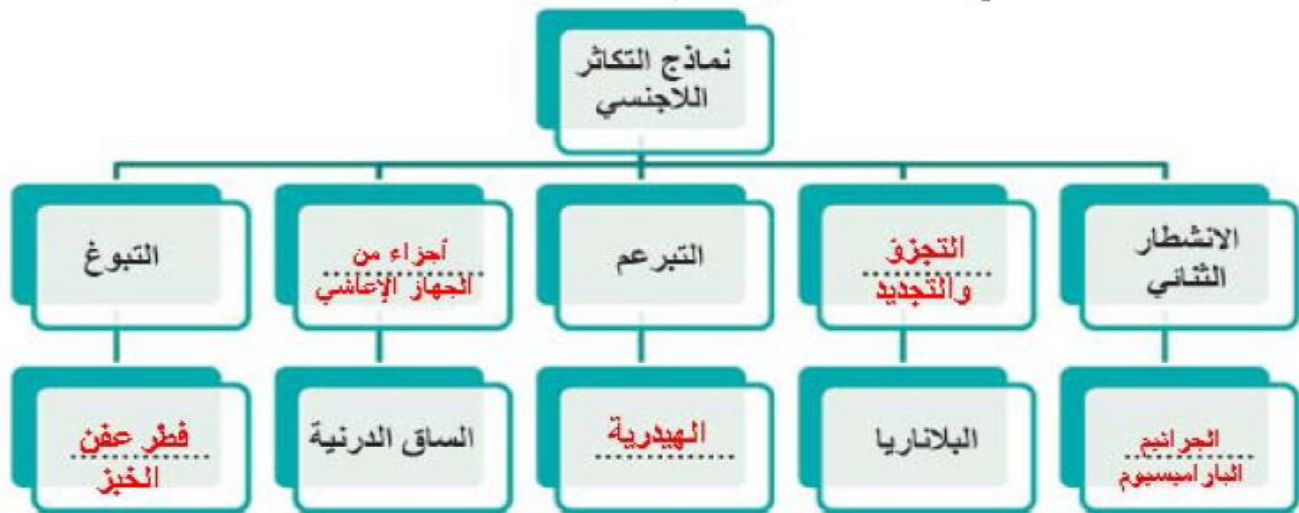 نماذج التكاثر
اللاجنسي
الانشطار
الثنائي
التجزؤ
والتجديد
التبرعم
أجزاء من
الجهاز الإعاشي
التبوغ
الجراثيم
البراميسيوم
البلاناريا
الهيدرية
الساق الدرنية
فطر عفن
الخبز